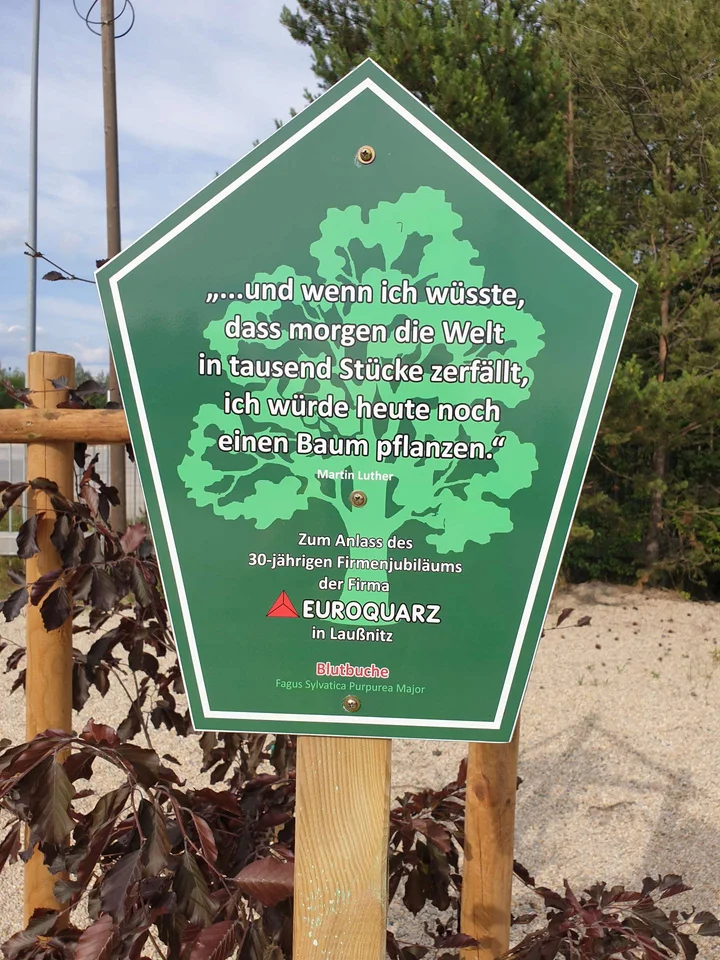 „...und wenn ich wüsste,
dass morgen die Welt
in tausend Stücke zerfällt,
ich würde heute noch
einen Baum pflanzen.“
Martin Luther
Zum Anlass des
30-jährigen Firmenjubiläums
der Firma
EUROQUARZ
in Laußnitz
Blutbuche
Fagus Sylvatica Purpurea Major